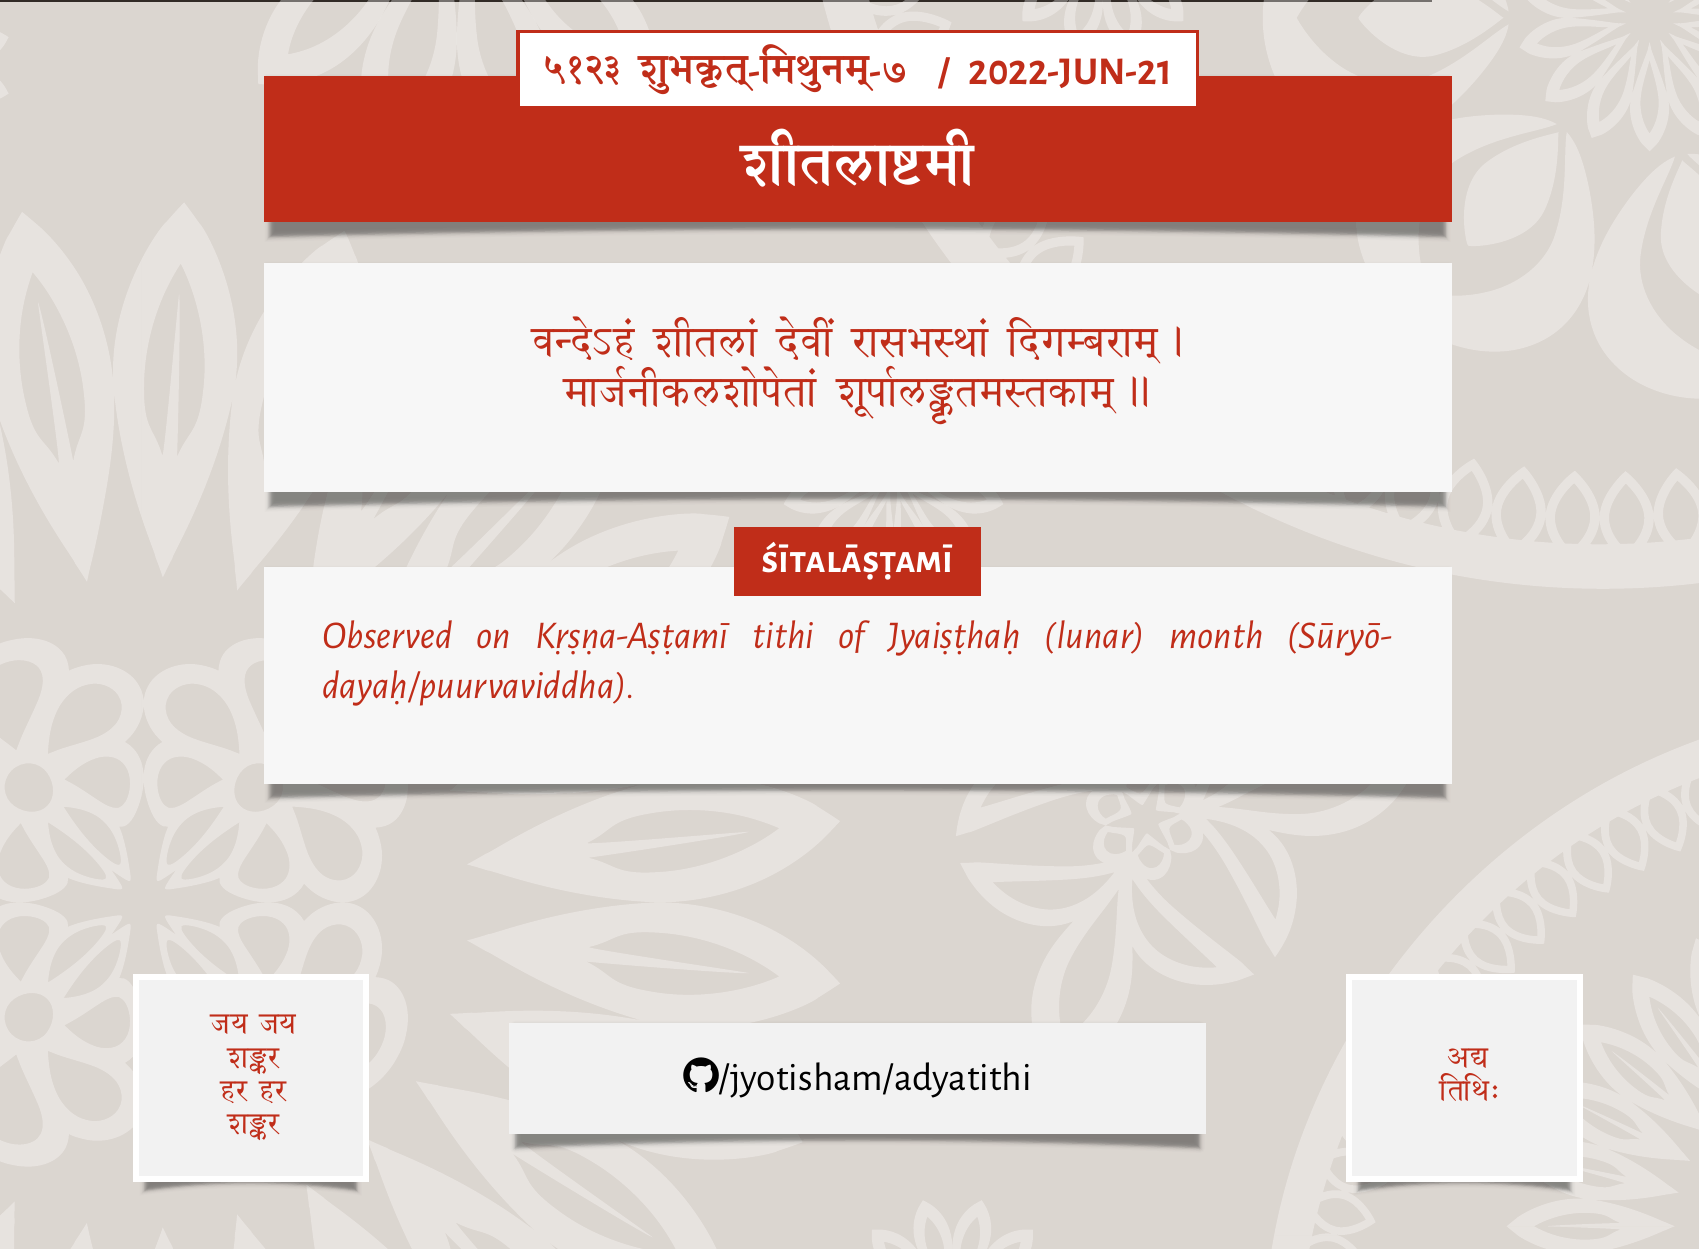 ५१२३ शुभकृत्-मिथुनम्-७ / 2022-JUN-21
शीतलाष्टमी
वन्देऽहं शीतलां देवीं रासभस्थां दिगम्बराम् ।
मार्जनीकलशोपेतां शूर्पालङ्कृतमस्तकाम् ॥
ŚĪTALĀṢṬAMĪ
Observed on Kṛṣṇa-Aṣṭamī tithi of Jyaiṣṭhaḥ (lunar) month (Sūryō-
dayaḥ/puurvaviddha).
जय जय
शङ्कर
हर हर
शङ्कर
/jyotisham/adyatithi
अद्य
तिथिः